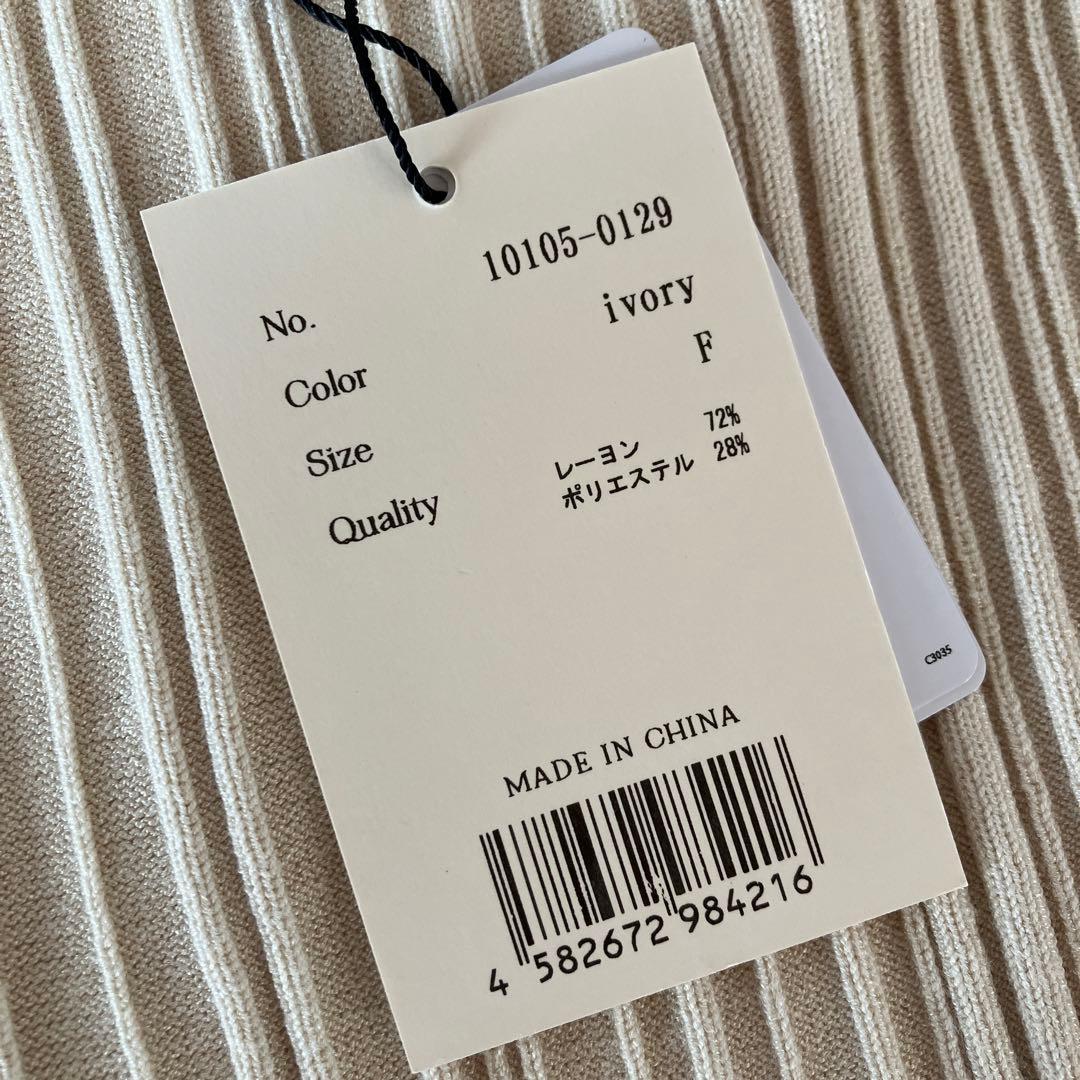 No. 10105-0129
Color ivory
Size F
Quality レーヨン 72%
ポリエステル 28%
C3035
MADE IN CHINA
4 582672 984216